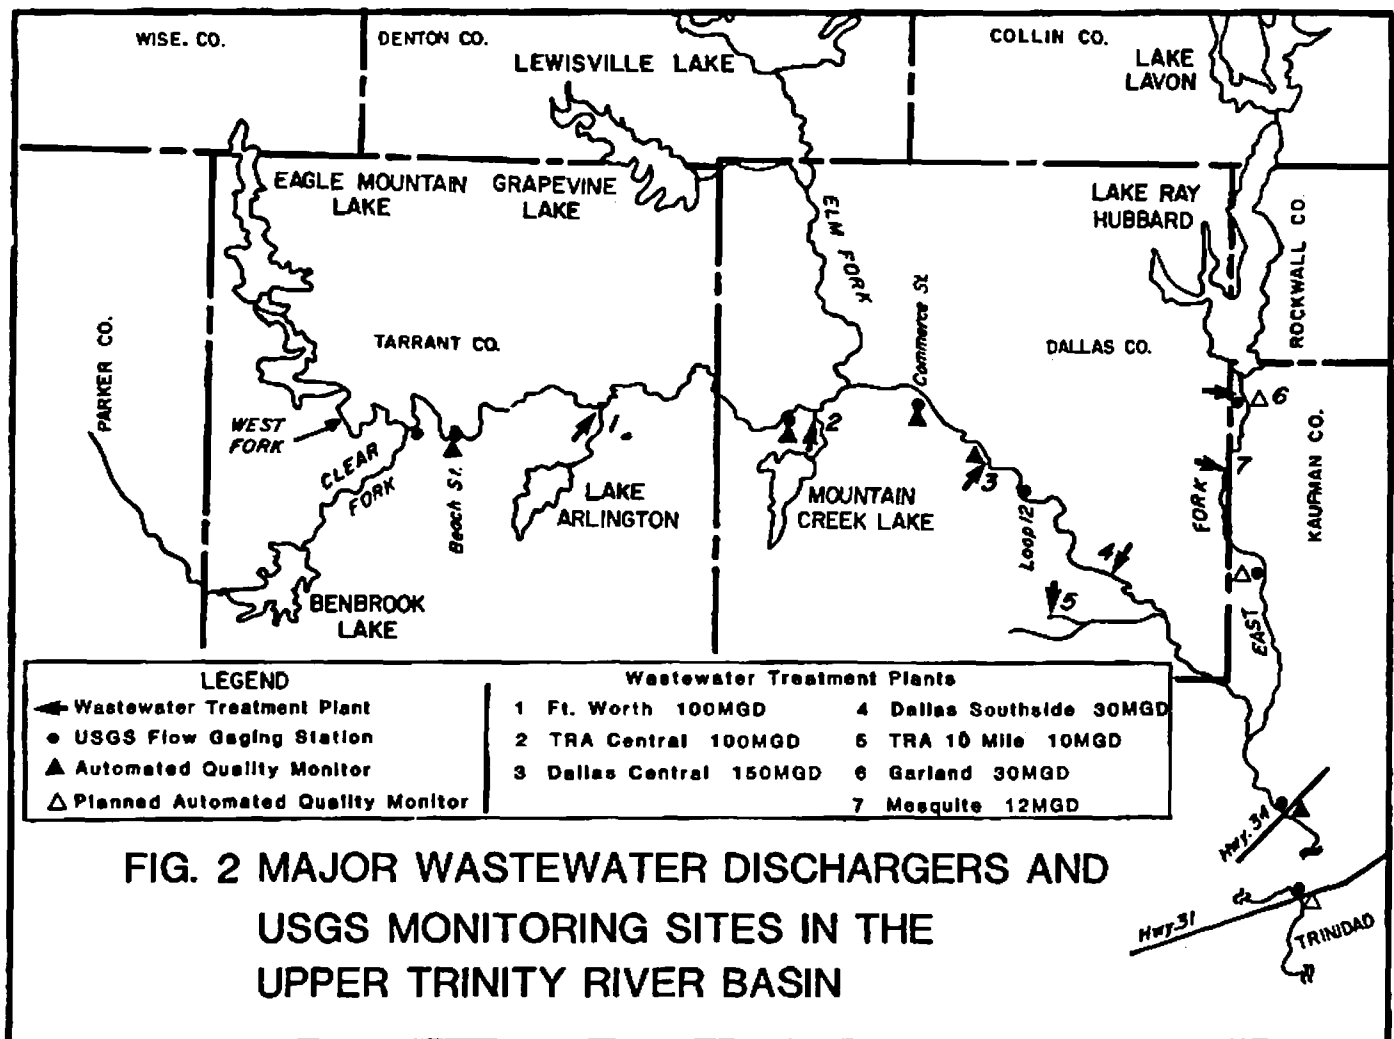 WISE. CO.
DENTON CO.
COLLIN CO.
LEWISVILLE LAKE
LAKE
LAVON
EAGLE MOUNTAIN
LAKE
GRAPEVINE
LAKE
LAKE RAY
HUBBARD
ELM FORK
ROCKWALL CO.
Commerce St.
PARKER CO.
TARRANT CO.
DALLAS CO.
WEST
FORK
CLEAR
FORK
Beach St.
1.
2
3
4
5
6
7
LAKE
ARLINGTON
MOUNTAIN
CREEK LAKE
Loop 12
FORK
EAST
KAUFMAN CO.
BENBROOK
LAKE
LEGEND
Wastewater Treatment Plant
USGS Flow Gaging Station
Automated Quality Monitor
Planned Automated Quality Monitor
Wastewater Treatment Plants
1 Ft. Worth 100MGD
2 TRA Central 100MGD
3 Dallas Central 150MGD
4 Dallas Southside 30MGD
5 TRA 10 Mile 10MGD
6 Garland 30MGD
7 Mesquite 12MGD
Hwy. 34
Hwy. 31
TRINIDAD
FIG. 2 MAJOR WASTEWATER DISCHARGERS AND
USGS MONITORING SITES IN THE
UPPER TRINITY RIVER BASIN